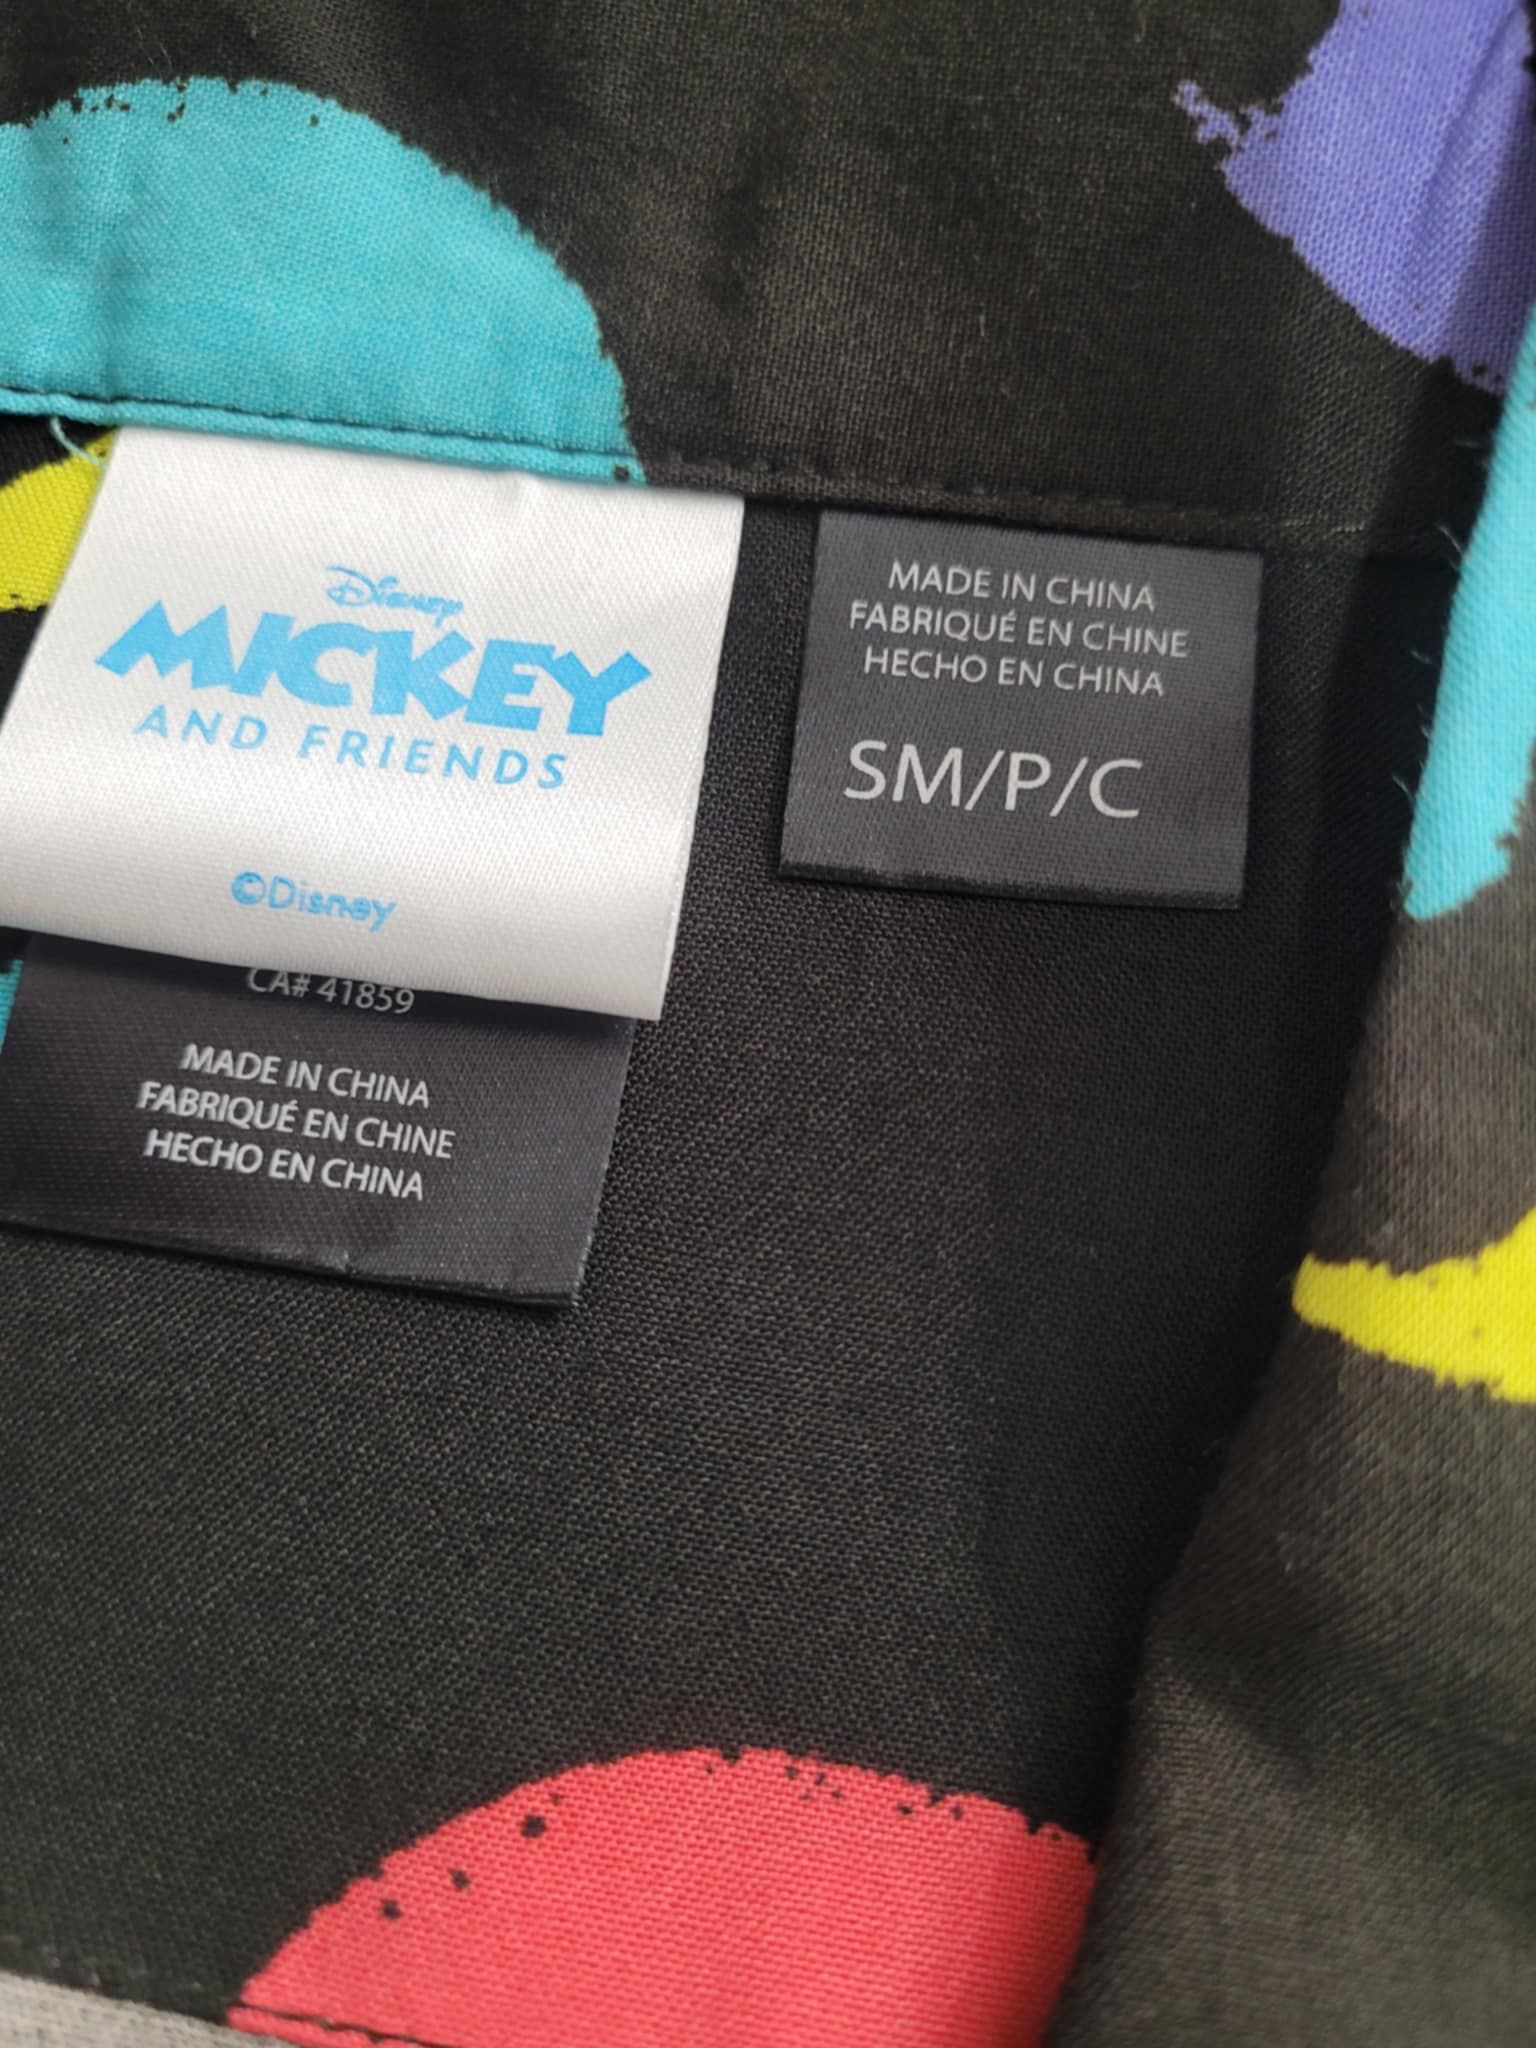 Disney
MICKEY
AND FRIENDS
©Disney
CA# 41859
MADE IN CHINA
FABRIQUÉ EN CHINE
HECHO EN CHINA
MADE IN CHINA
FABRIQUÉ EN CHINE
HECHO EN CHINA
SM/P/C